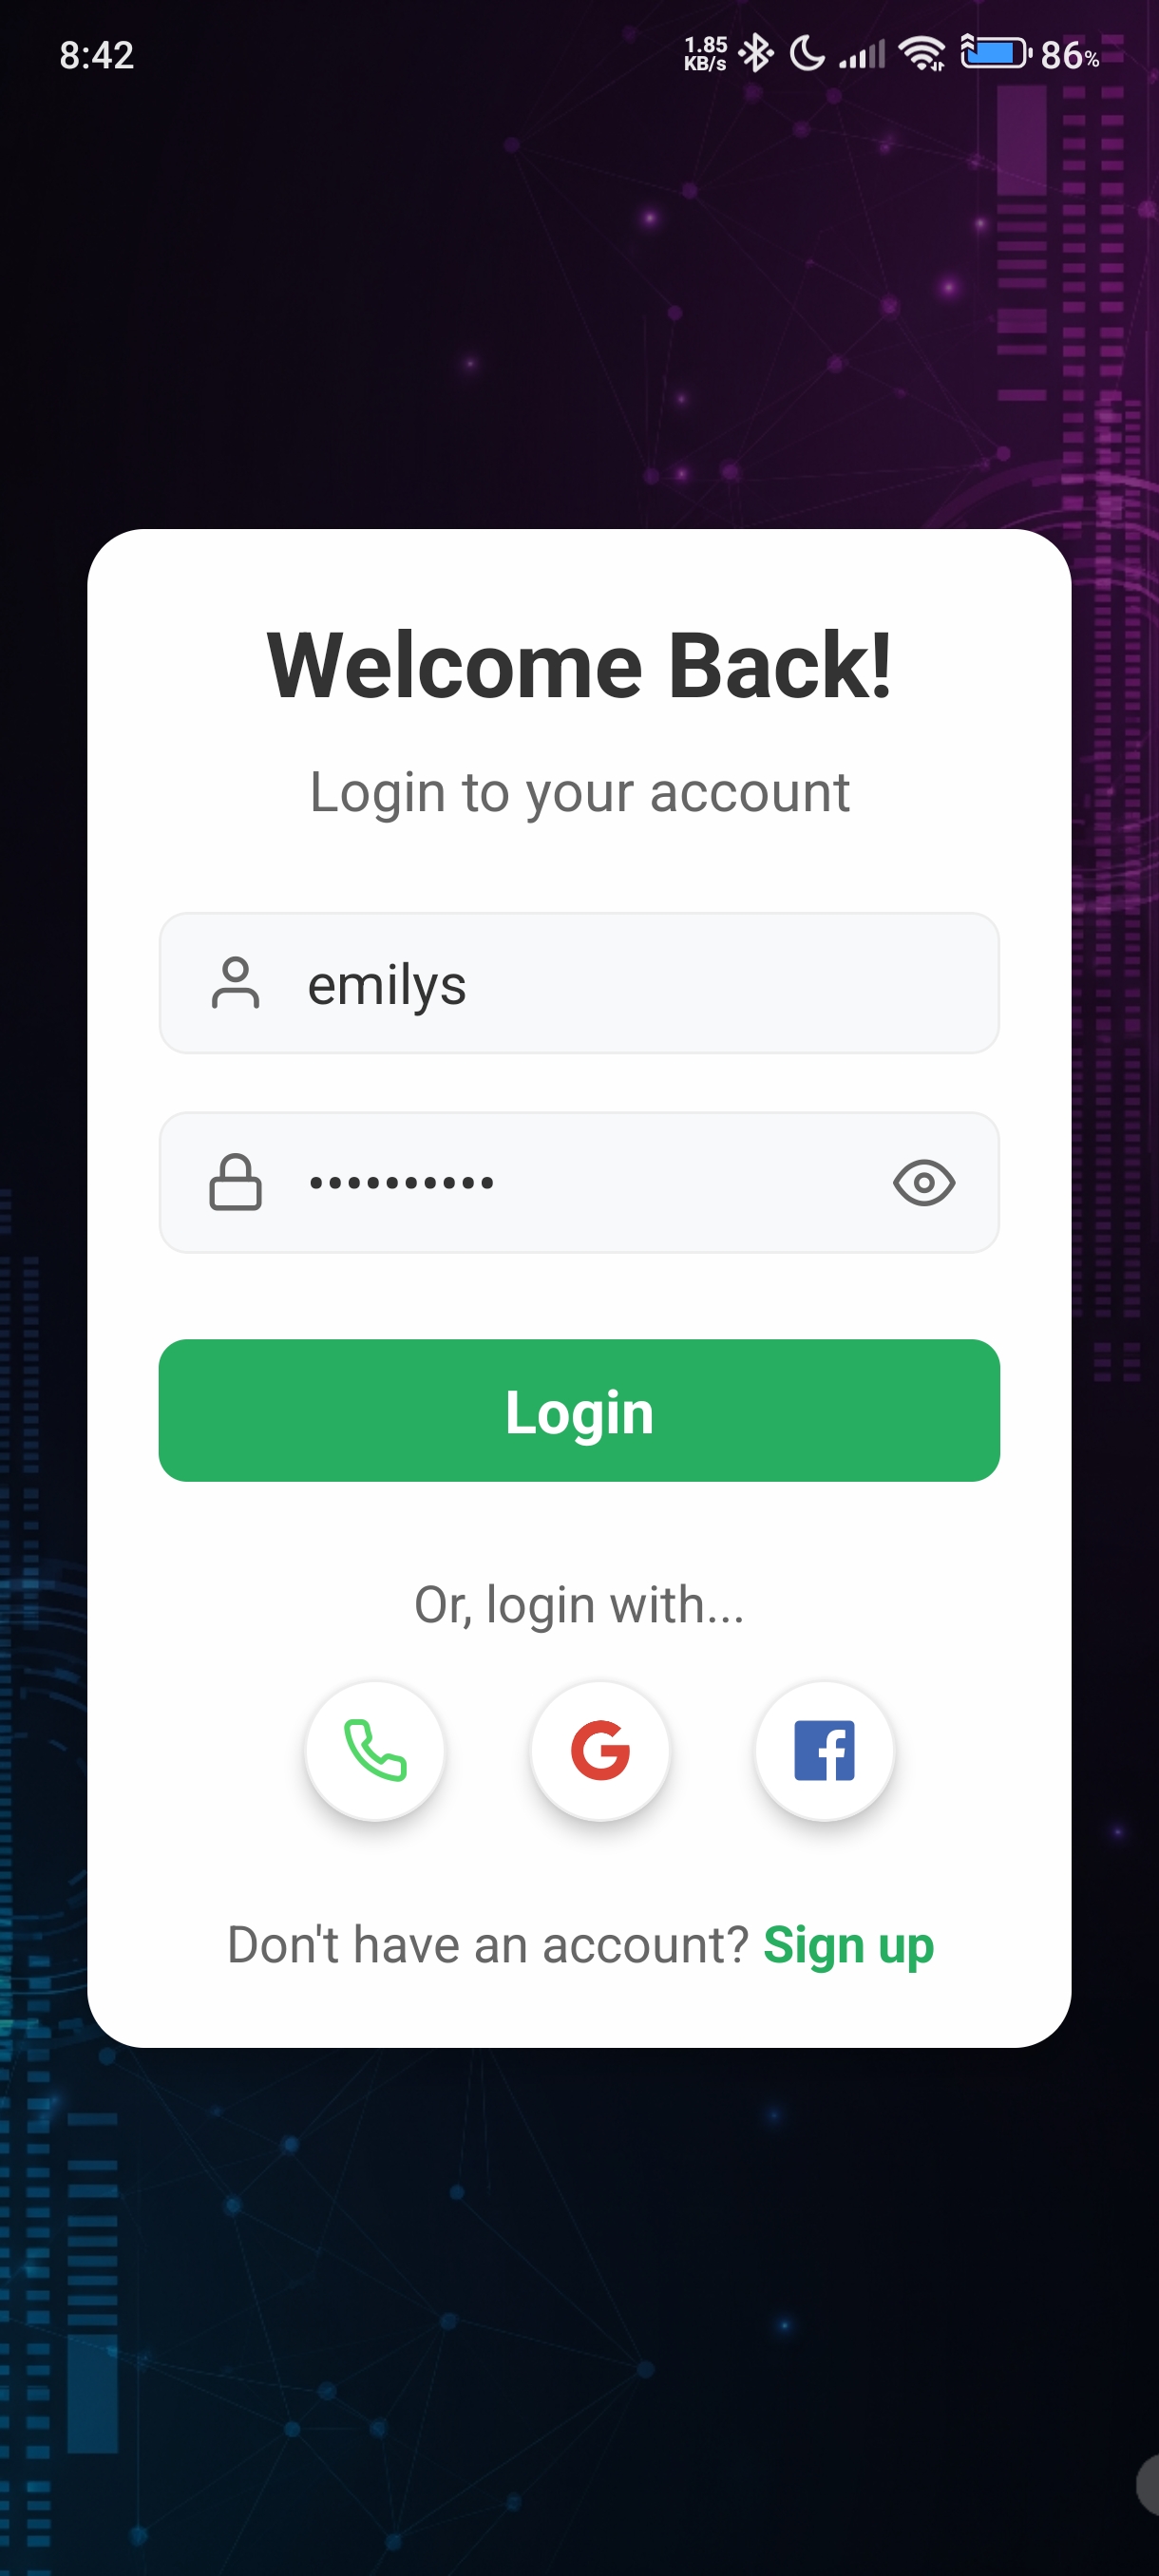 8:42 1.85 KB/s 86%
Welcome Back!
Login to your account
emilys
••••••••••
Login
Or, login with...
Don't have an account? Sign up